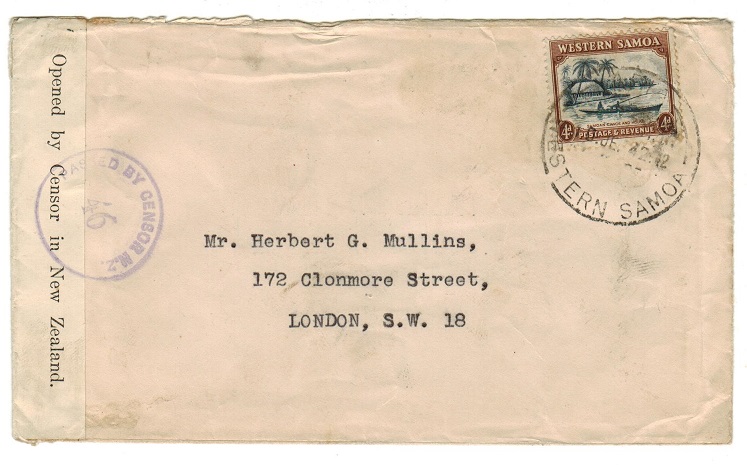 Opened by Censor in New Zealand.
PASSED BY CENSOR N.Z.
46
WESTERN SAMOA
4d POSTAGE & REVENUE 4d
WESTERN SAMOA
Mr. Herbert G. Mullins,
172 Clonmore Street,
LONDON, S.W. 18